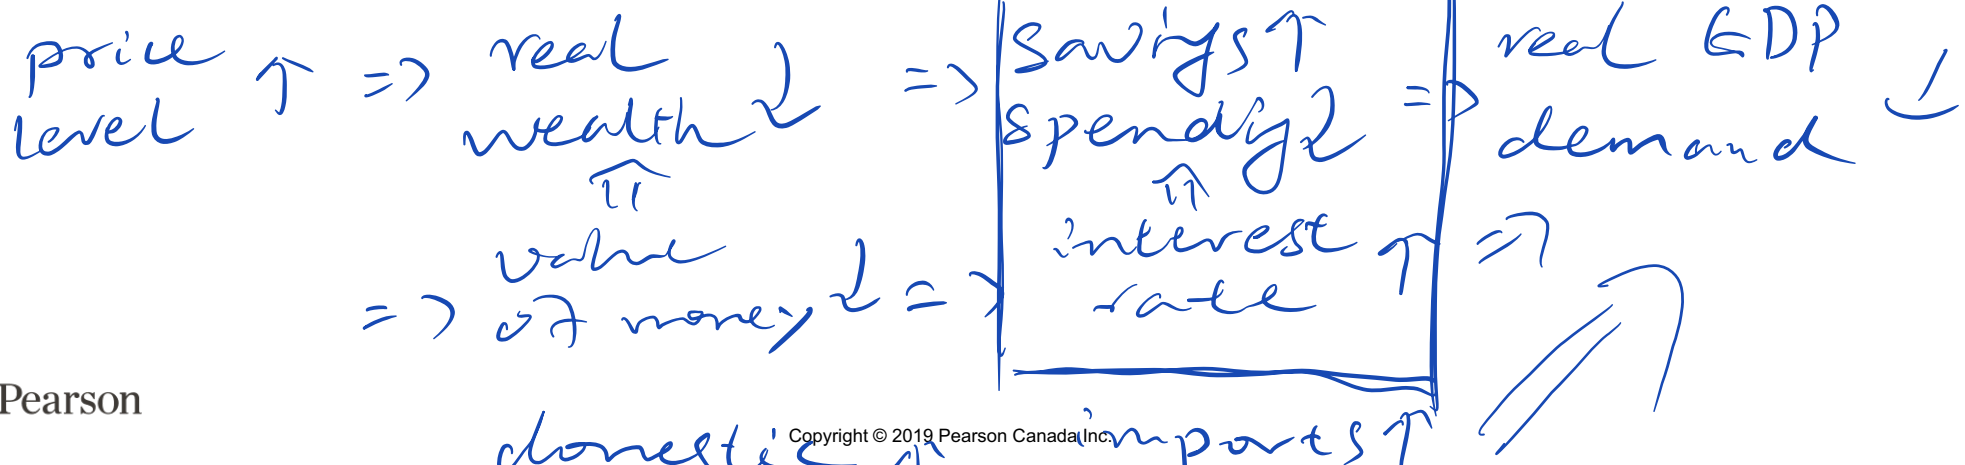 price ↑ => real ↓ => savings ↑ => real GDP ↓
level wealth spending ↓ demand
⇑ ⇑
value interest ↑ =>
=> of money ↓ => rate
Pearson
domestic ↑ imports ↑
Copyright © 2019 Pearson Canada Inc.